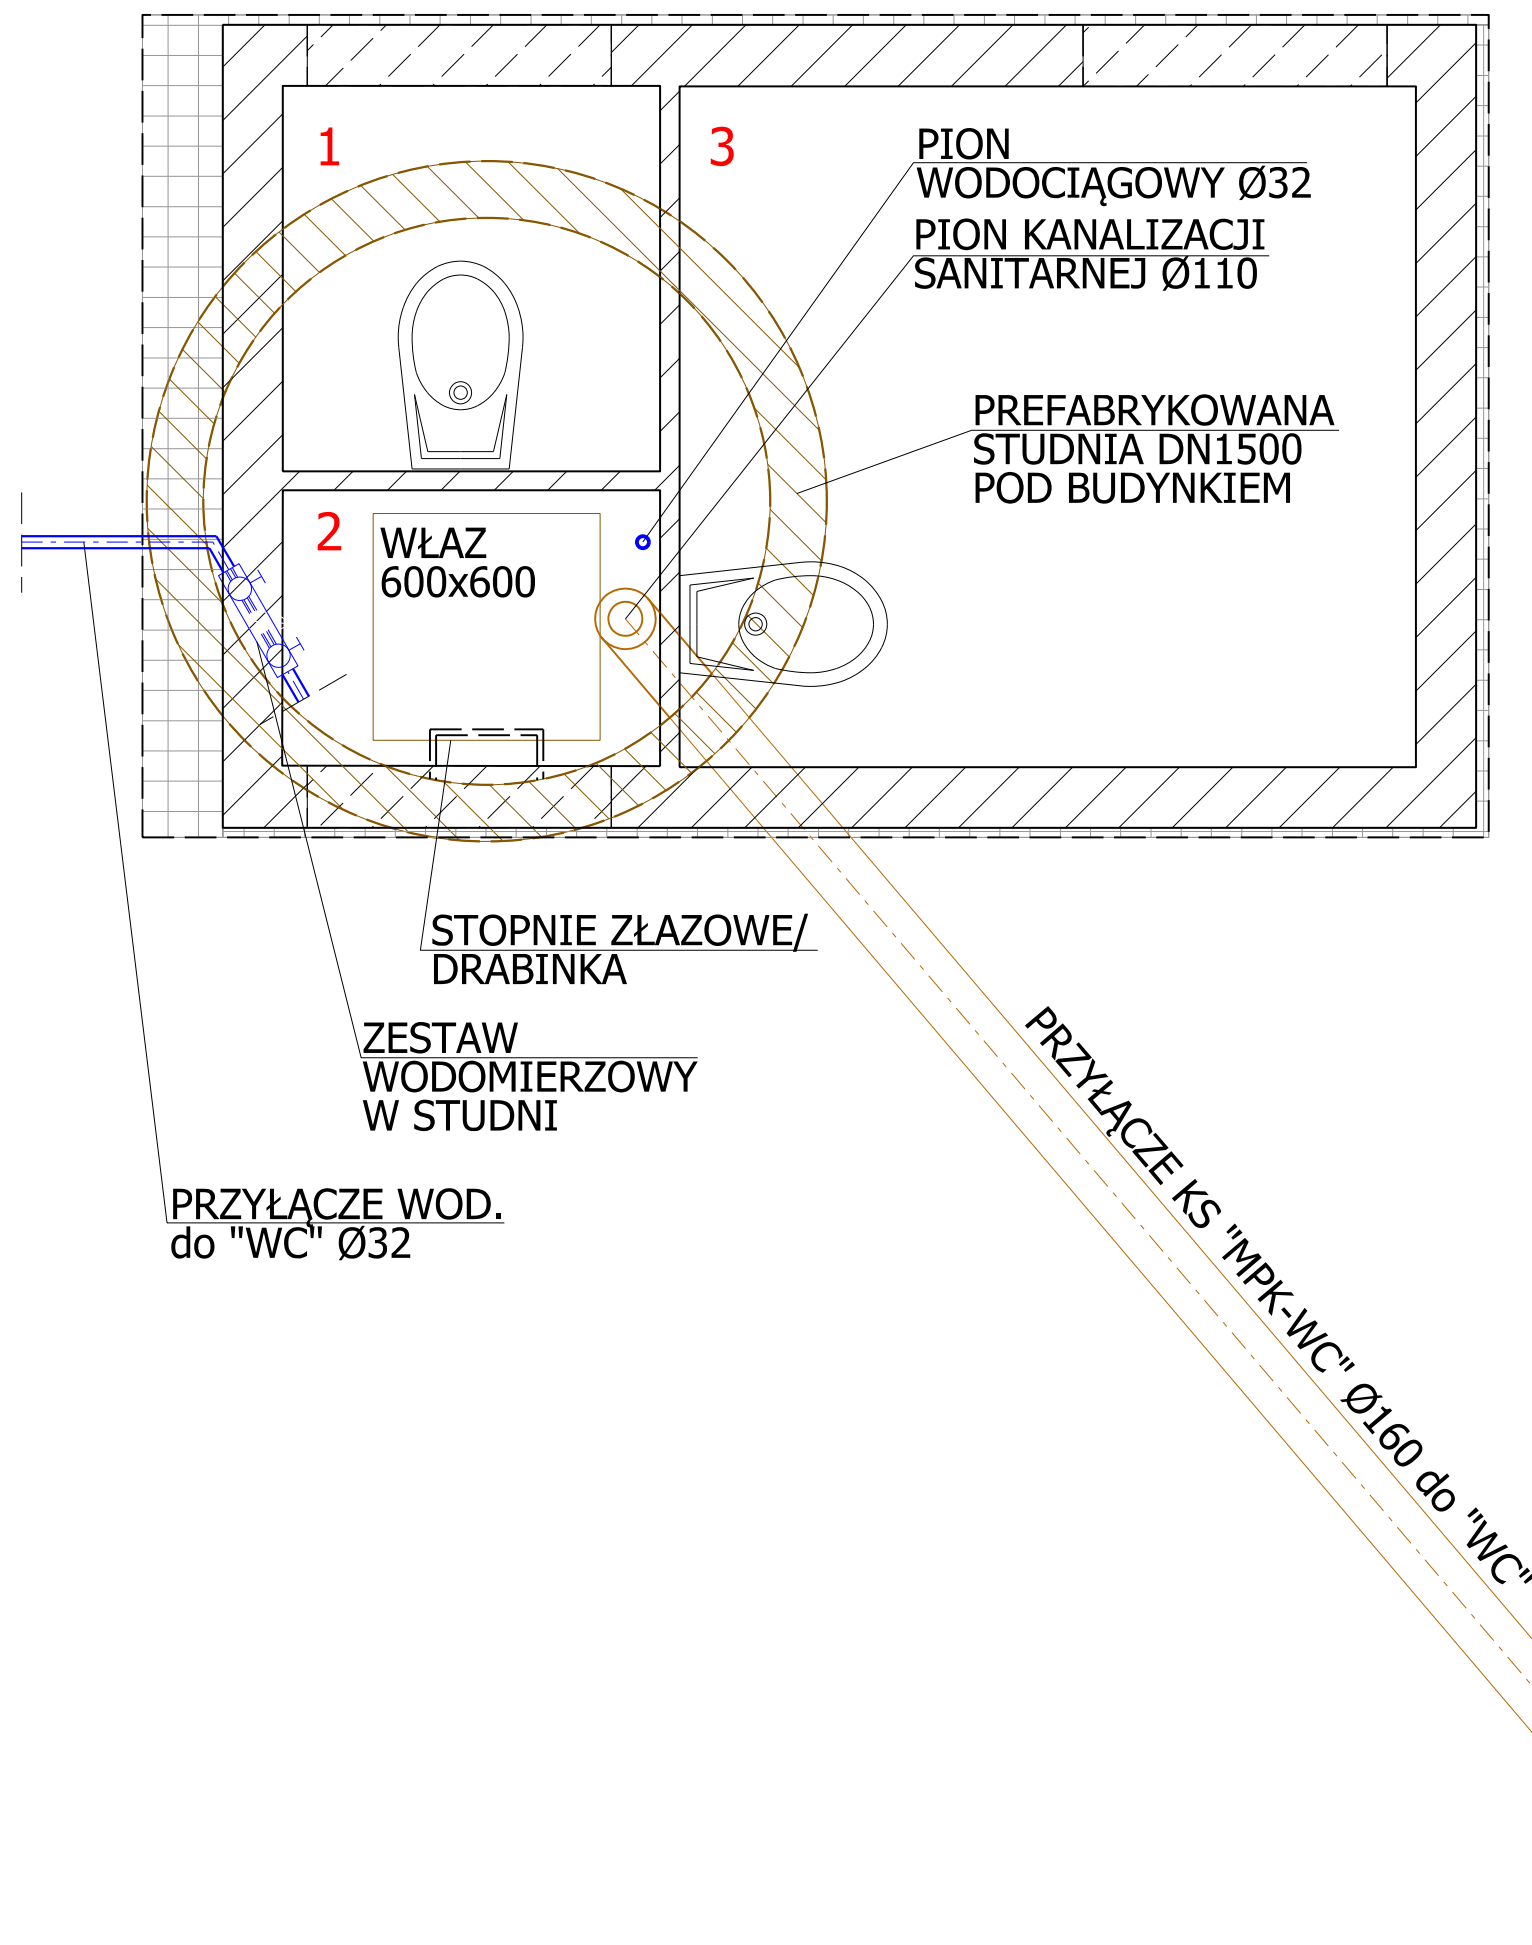 1
3
PION
WODOCIĄGOWY Ø32
PION KANALIZACJI
SANITARNEJ Ø110
PREFABRYKOWANA
STUDNIA DN1500
POD BUDYNKIEM
2
WŁAZ
600x600
STOPNIE ZŁAZOWE/
DRABINKA
ZESTAW
WODOMIERZOWY
W STUDNI
PRZYŁĄCZE WOD.
do "WC" Ø32
PRZYŁĄCZE KS "MPK-WC" Ø160 do "WC"